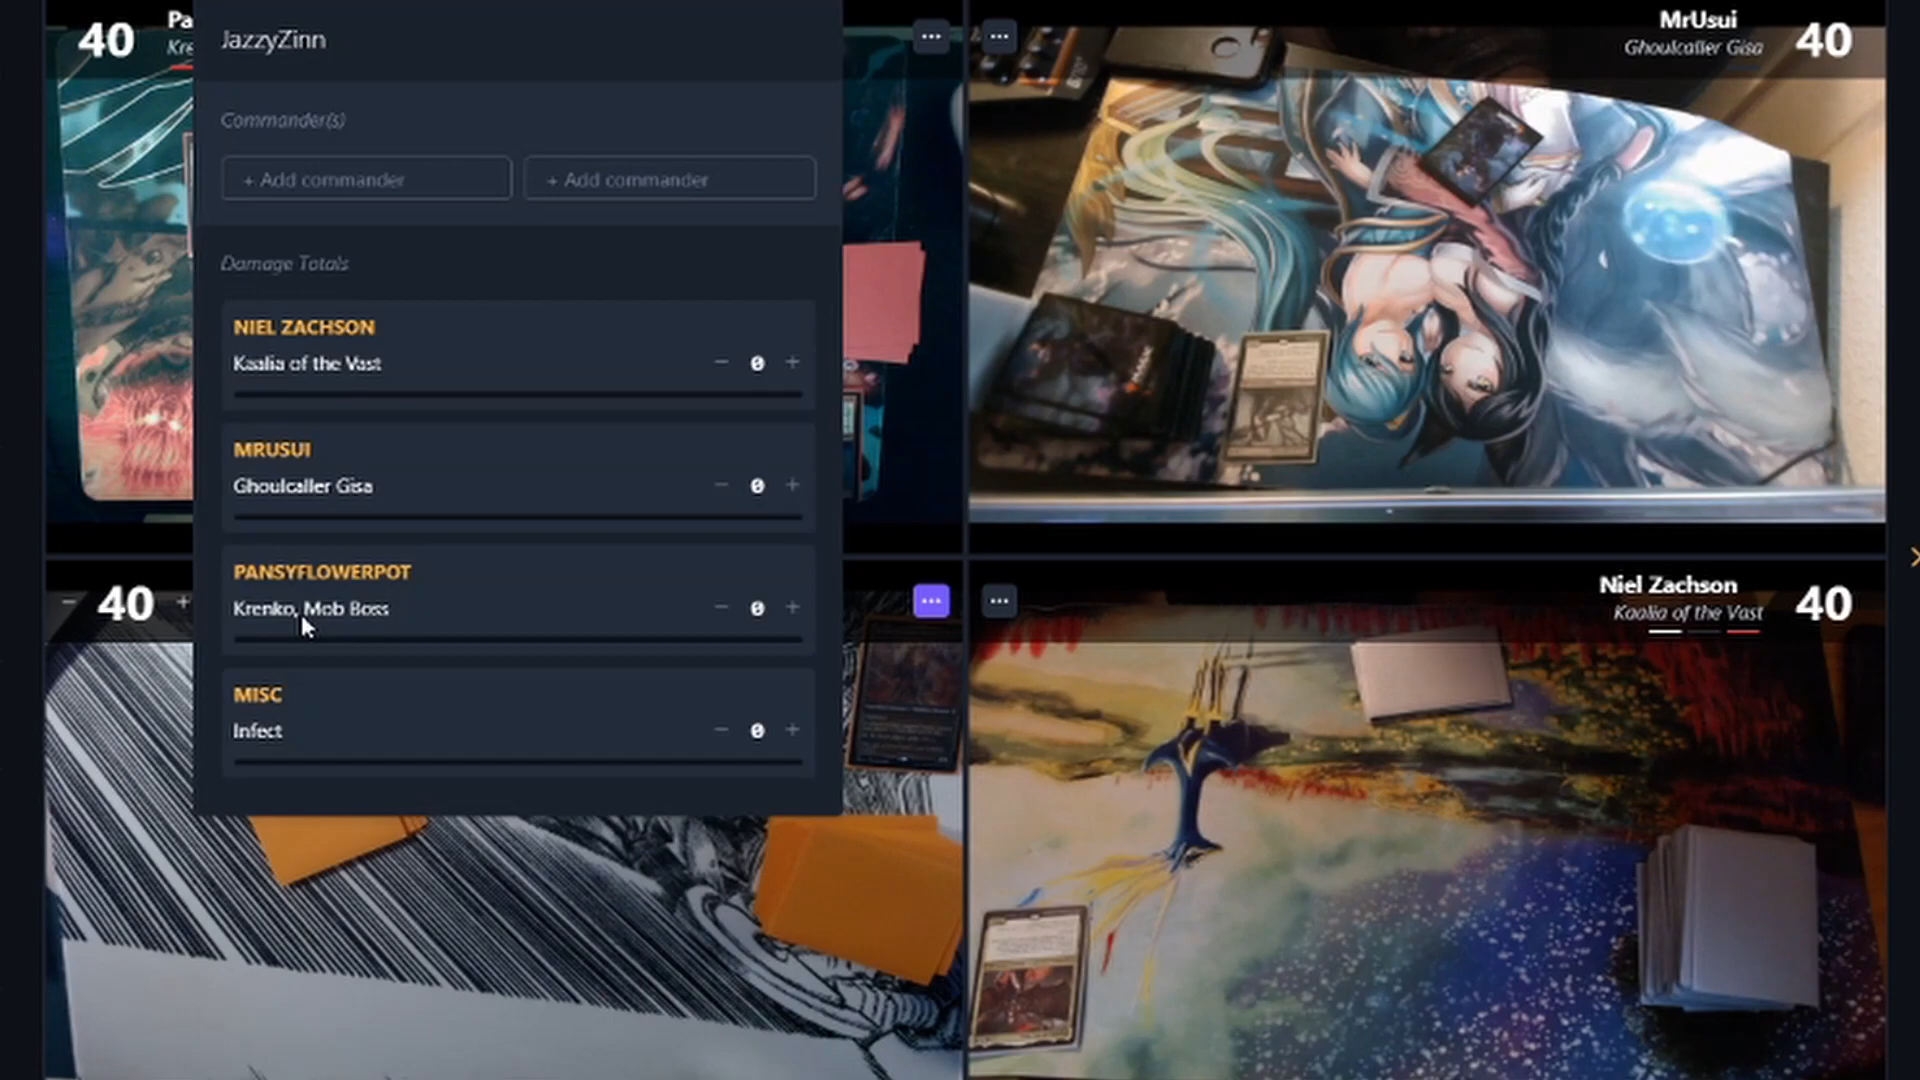 40
Pa
Kre
JazzyZinn
Commander(s)
+ Add commander
+ Add commander
Damage Totals
NIEL ZACHSON
Kaalia of the Vast
− 0 +
MRUSUI
Ghoulcaller Gisa
− 0 +
PANSYFLOWERPOT
Krenko, Mob Boss
− 0 +
MISC
Infect
− 0 +
MrUsui
Ghoulcaller Gisa
40
− 40 +
Niel Zachson
Kaalia of the Vast
40